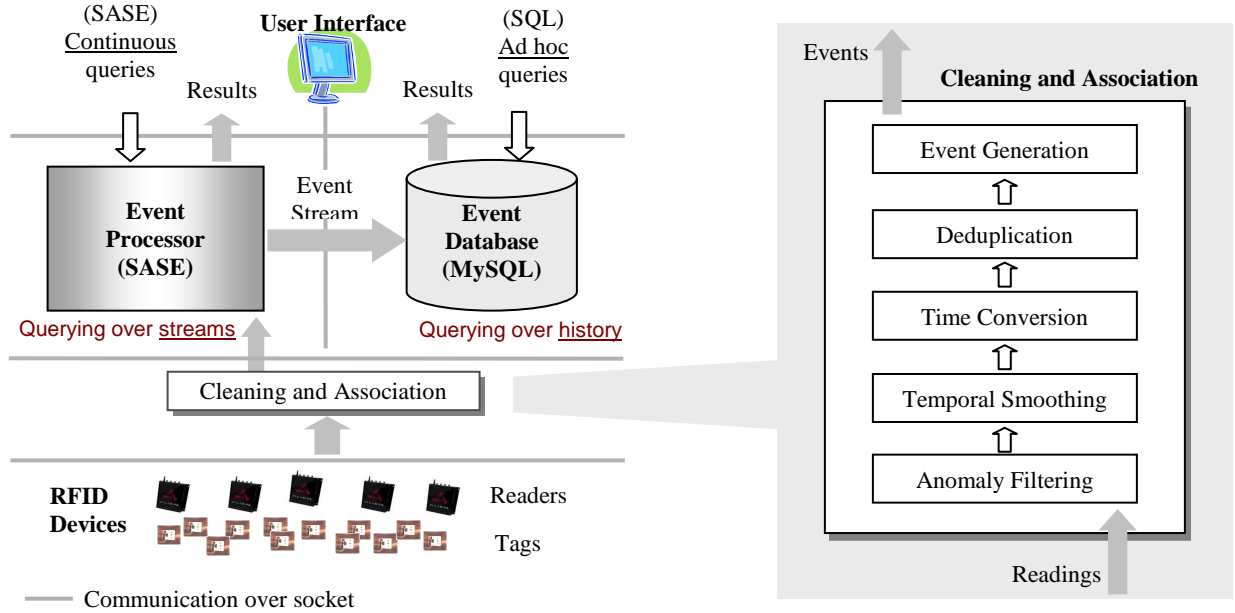 (SASE)
Continuous
queries
User Interface
(SQL)
Ad hoc
queries
Results
Results
Event
Processor
(SASE)
Event
Stream
Event
Database
(MySQL)
Querying over streams
Querying over history
Cleaning and Association
RFID
Devices
Readers
Tags
Communication over socket
Events
Cleaning and Association
Event Generation
Deduplication
Time Conversion
Temporal Smoothing
Anomaly Filtering
Readings